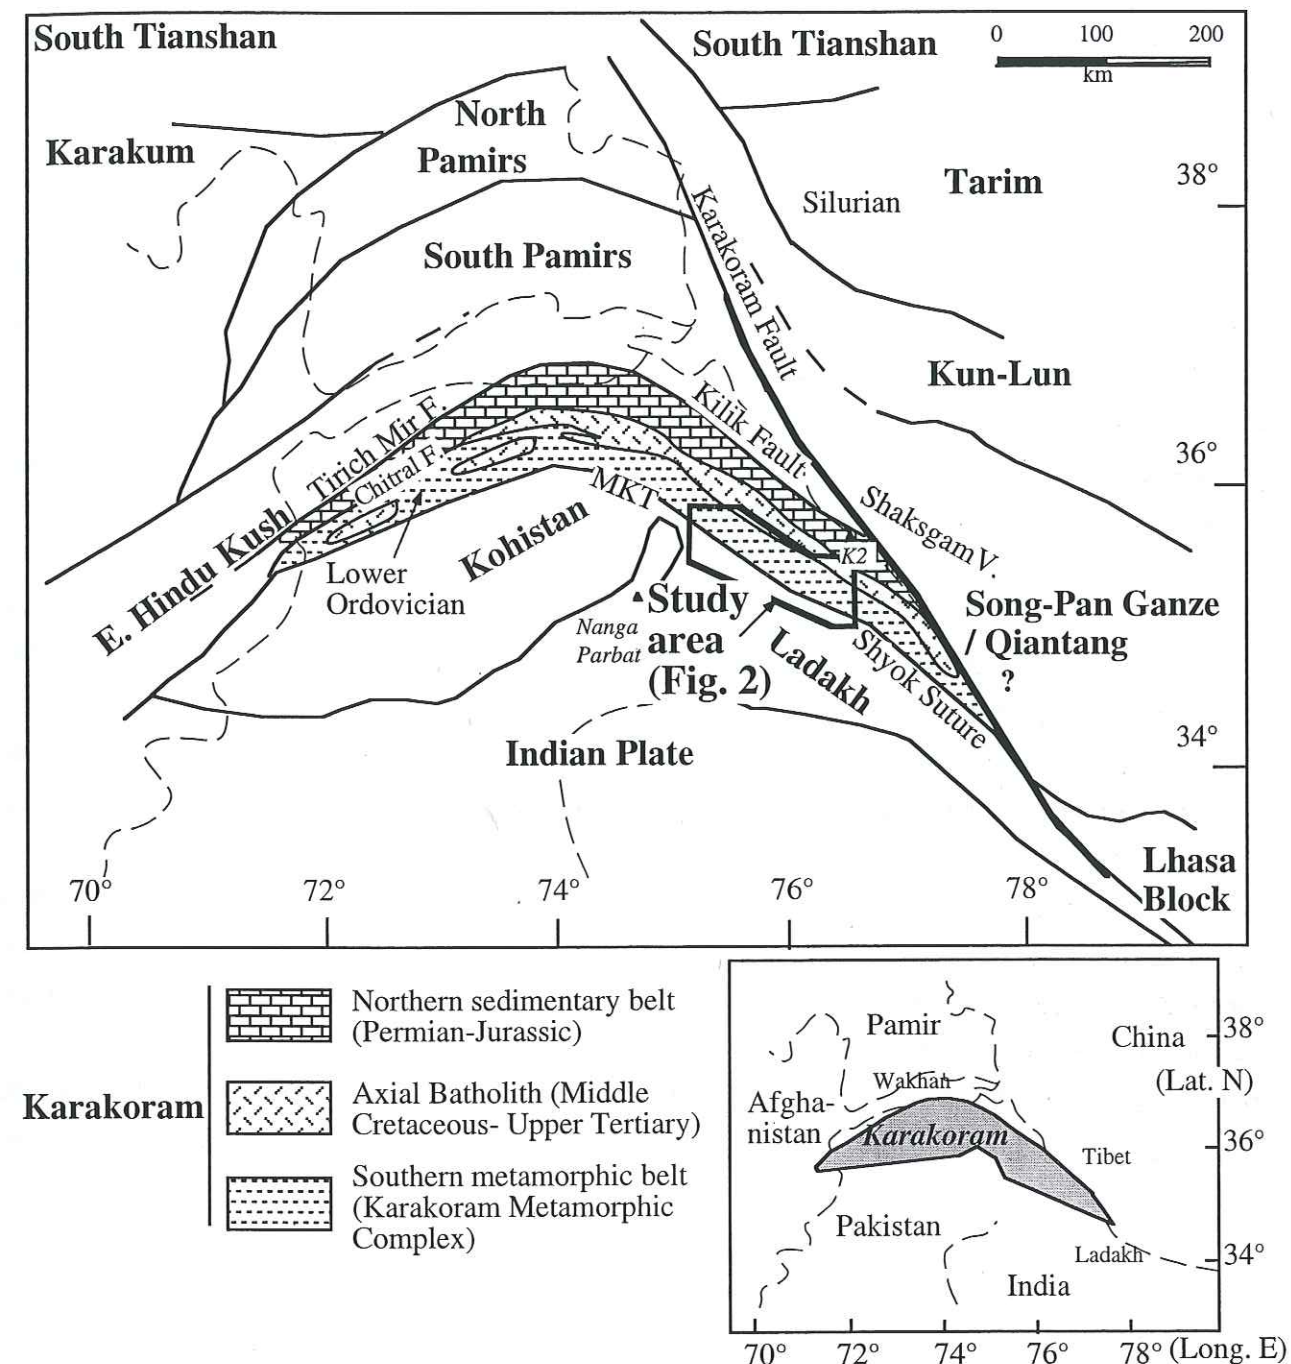 South Tianshan
South Tianshan
0 100 200
km
North
Pamirs
Karakum
Tarim
38°
Silurian
Karakoram Fault
South Pamirs
Kun-Lun
Kilik Fault
Tirich Mir F.
Chitral F.
36°
MKT
Shaksgam V.
E. Hindu Kush
Kohistan
K2
Lower
Ordovician
Study
area
(Fig. 2)
Nanga
Parbat
Song-Pan Ganze
/ Qiantang
?
Ladakh
Shyok Suture
34°
Indian Plate
Lhasa
Block
70° 72° 74° 76° 78°
Karakoram
Northern sedimentary belt
(Permian-Jurassic)
Axial Batholith (Middle
Cretaceous- Upper Tertiary)
Southern metamorphic belt
(Karakoram Metamorphic
Complex)
Pamir
China
38°
(Lat. N)
Wakhan
Afgha-
nistan
Karakoram
36°
Tibet
Pakistan
Ladakh
34°
India
70° 72° 74° 76° 78° (Long. E)